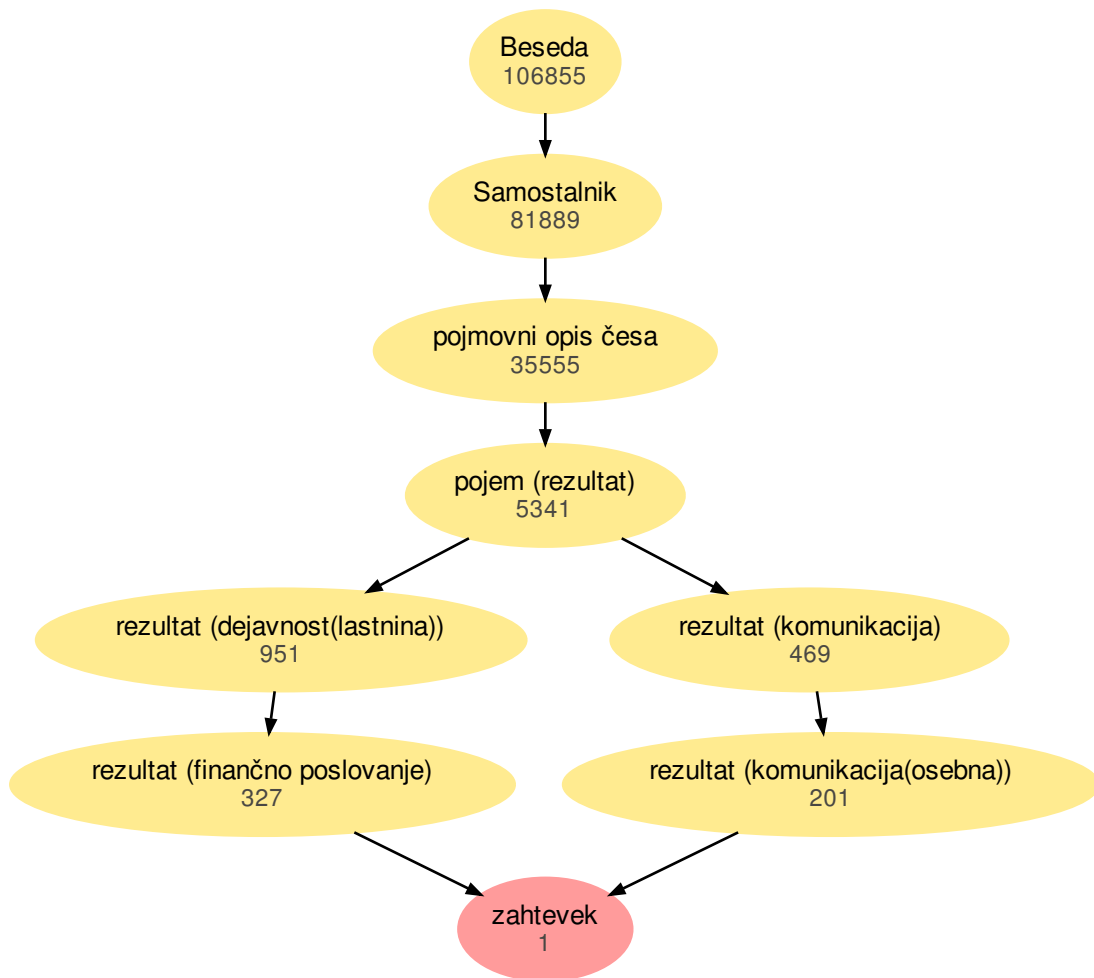 Beseda
106855
Samostalnik
81889
pojmovni opis česa
35555
pojem (rezultat)
5341
rezultat (dejavnost(lastnina))
951
rezultat (komunikacija)
469
rezultat (finančno poslovanje)
327
rezultat (komunikacija(osebna))
201
zahtevek
1